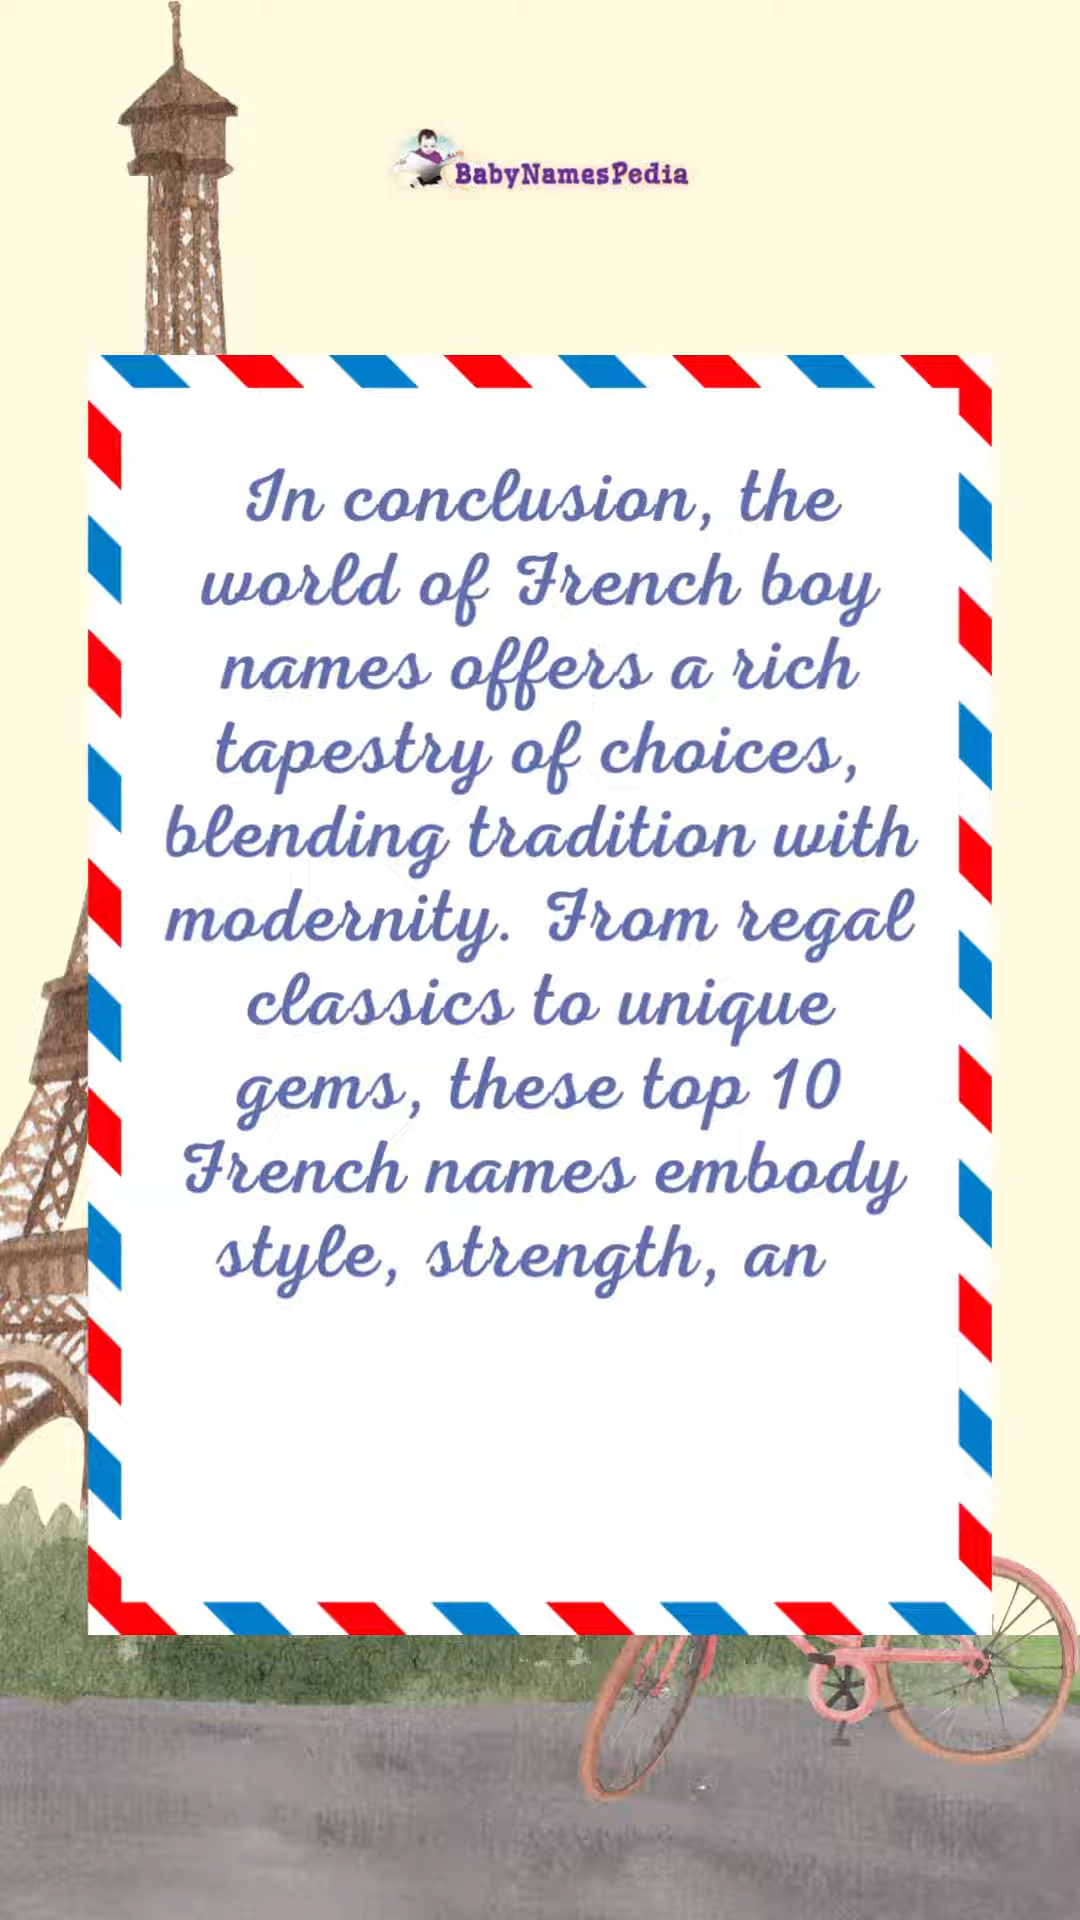 BabyNamesPedia
In conclusion, the
world of French boy
names offers a rich
tapestry of choices,
blending tradition with
modernity. From regal
classics to unique
gems, these top 10
French names embody
style, strength, an